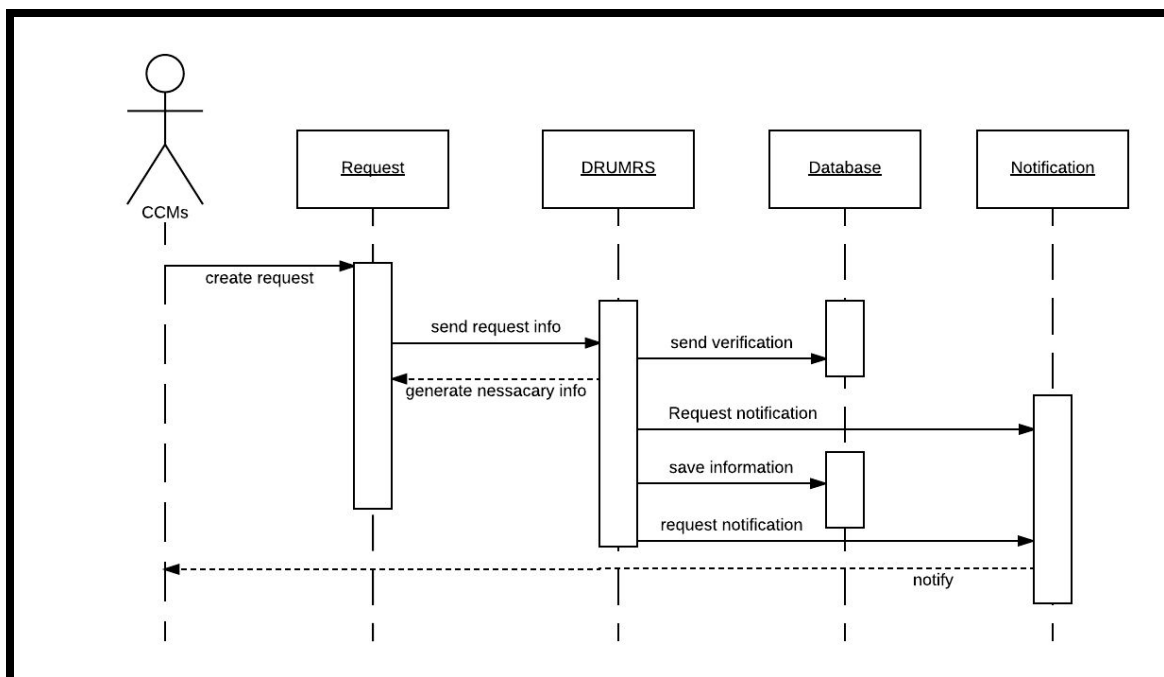 Request
DRUMRS
Database
Notification
CCMs
create request
send request info
send verification
generate nessacary info
Request notification
save information
request notification
notify